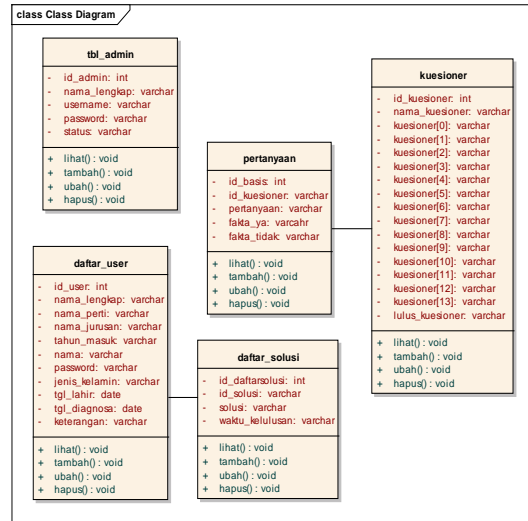 class Class Diagram
tbl_admin
- id_admin: int
- nama_lengkap: varchar
- username: varchar
- password: varchar
- status: varchar
+ lihat() : void
+ tambah() : void
+ ubah() : void
+ hapus() : void
kuesioner
- id_kuesioner: int
- nama_kuesioner: varchar
- kuesioner[0]: varchar
- kuesioner[1]: varchar
- kuesioner[2]: varchar
- kuesioner[3]: varchar
- kuesioner[4]: varchar
- kuesioner[5]: varchar
- kuesioner[6]: varchar
- kuesioner[7]: varchar
- kuesioner[8]: varchar
- kuesioner[9]: varchar
- kuesioner[10]: varchar
- kuesioner[11]: varchar
- kuesioner[12]: varchar
- kuesioner[13]: varchar
- lulus_kuesioner: varchar
+ lihat() : void
+ tambah() : void
+ ubah() : void
+ hapus() : void
pertanyaan
- id_basis: int
- id_kuesioner: varchar
- pertanyaan: varchar
- fakta_ya: varcahr
- fakta_tidak: varchar
+ lihat() : void
+ tambah() : void
+ ubah() : void
+ hapus() : void
daftar_user
- id_user: int
- nama_lengkap: varchar
- nama_perti: varchar
- nama_jurusan: varchar
- tahun_masuk: varchar
- nama: varchar
- password: varchar
- jenis_kelamin: varchar
- tgl_lahir: date
- tgl_diagnosa: date
- keterangan: varchar
+ lihat() : void
+ tambah() : void
+ ubah() : void
+ hapus() : void
daftar_solusi
- id_daftarsolusi: int
- id_solusi: varchar
- solusi: varchar
- waktu_kelulusan: varchar
+ lihat() : void
+ tambah() : void
+ ubah() : void
+ hapus() : void